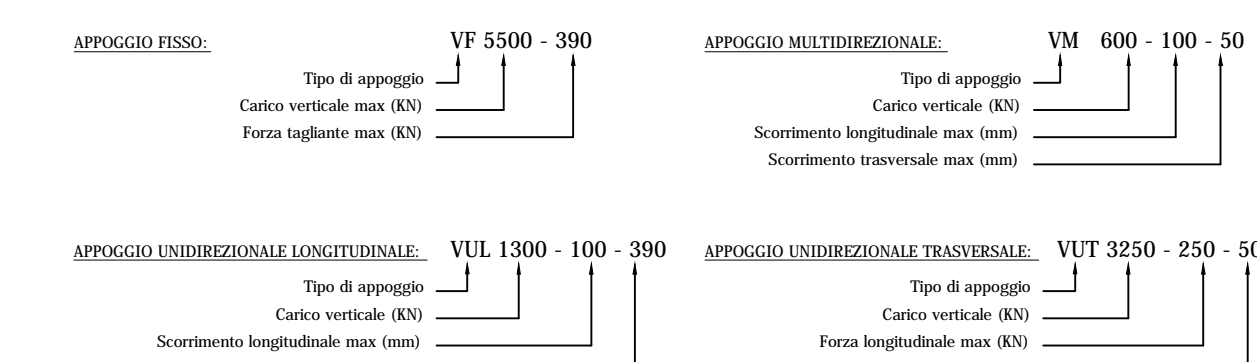 APPOGGIO FISSO: VF 5500 - 390
Tipo di appoggio
Carico verticale max (KN)
Forza tagliante max (KN)
APPOGGIO MULTIDIREZIONALE: VM 600 - 100 - 50
Tipo di appoggio
Carico verticale (KN)
Scorrimento longitudinale max (mm)
Scorrimento trasversale max (mm)
APPOGGIO UNIDIREZIONALE LONGITUDINALE: VUL 1300 - 100 - 390
Tipo di appoggio
Carico verticale (KN)
Scorrimento longitudinale max (mm)
APPOGGIO UNIDIREZIONALE TRASVERSALE: VUT 3250 - 250 - 50
Tipo di appoggio
Carico verticale (KN)
Forza longitudinale max (KN)